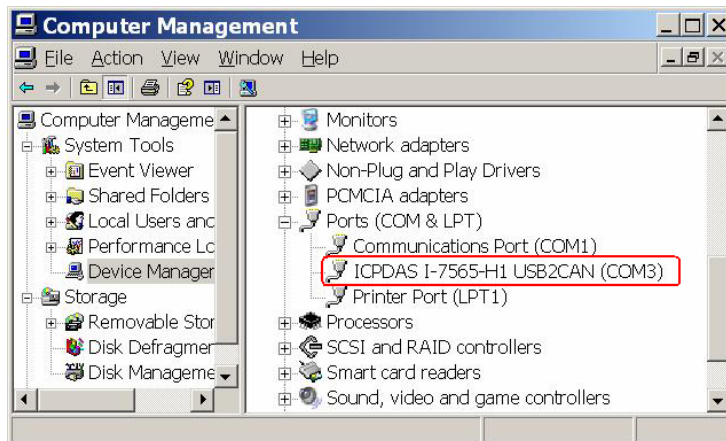 Computer Management
File Action View Window Help
Computer Manageme
System Tools
Event Viewer
Shared Folders
Local Users anc
Performance Lc
Device Manager
Storage
Removable Stor
Disk Defragmer
Disk Manageme
Monitors
Network adapters
Non-Plug and Play Drivers
PCMCIA adapters
Ports (COM & LPT)
Communications Port (COM1)
ICPDAS I-7565-H1 USB2CAN (COM3)
Printer Port (LPT1)
Processors
SCSI and RAID controllers
Smart card readers
Sound, video and game controllers